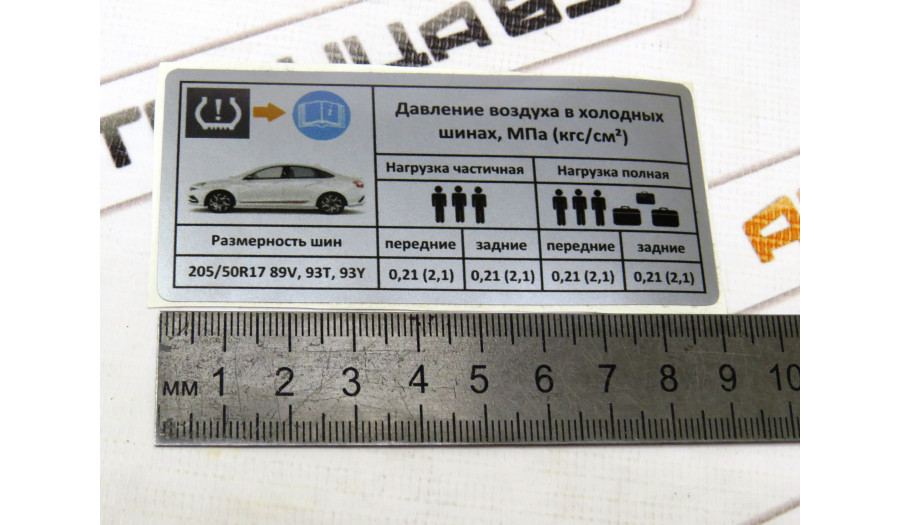 Давление воздуха в холодных
шинах, МПа (кгс/см²)
Нагрузка частичная Нагрузка полная
Размерность шин передние задние передние задние
205/50R17 89V, 93T, 93Y 0,21 (2,1) 0,21 (2,1) 0,21 (2,1) 0,21 (2,1)
мм 1 2 3 4 5 6 7 8 9 10